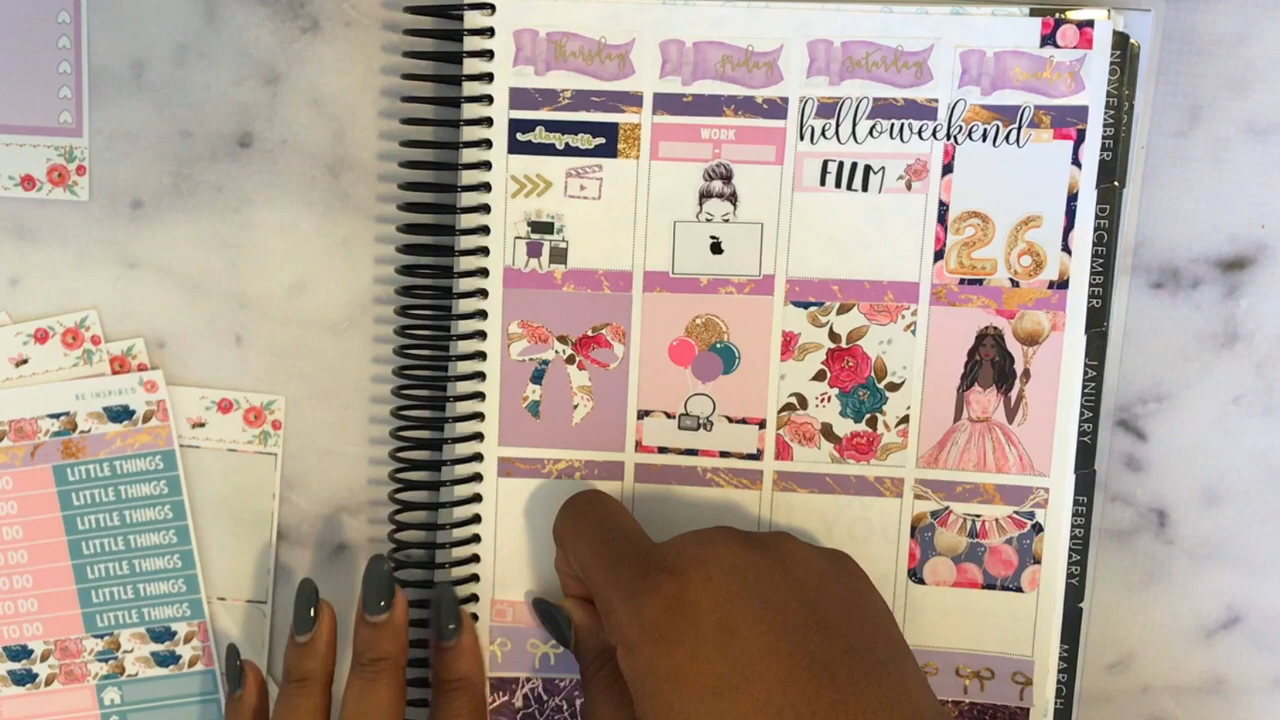 Thursday
Friday
Saturday
Sunday
day off
WORK
helloweekend
FILM
26
BE INSPIRED
LITTLE THINGS
DO LITTLE THINGS
DO LITTLE THINGS
DO LITTLE THINGS
TO DO LITTLE THINGS
TO DO LITTLE THINGS
TO DO LITTLE THINGS
TO DO
NOVEMBER
DECEMBER
JANUARY
FEBRUARY
MARCH